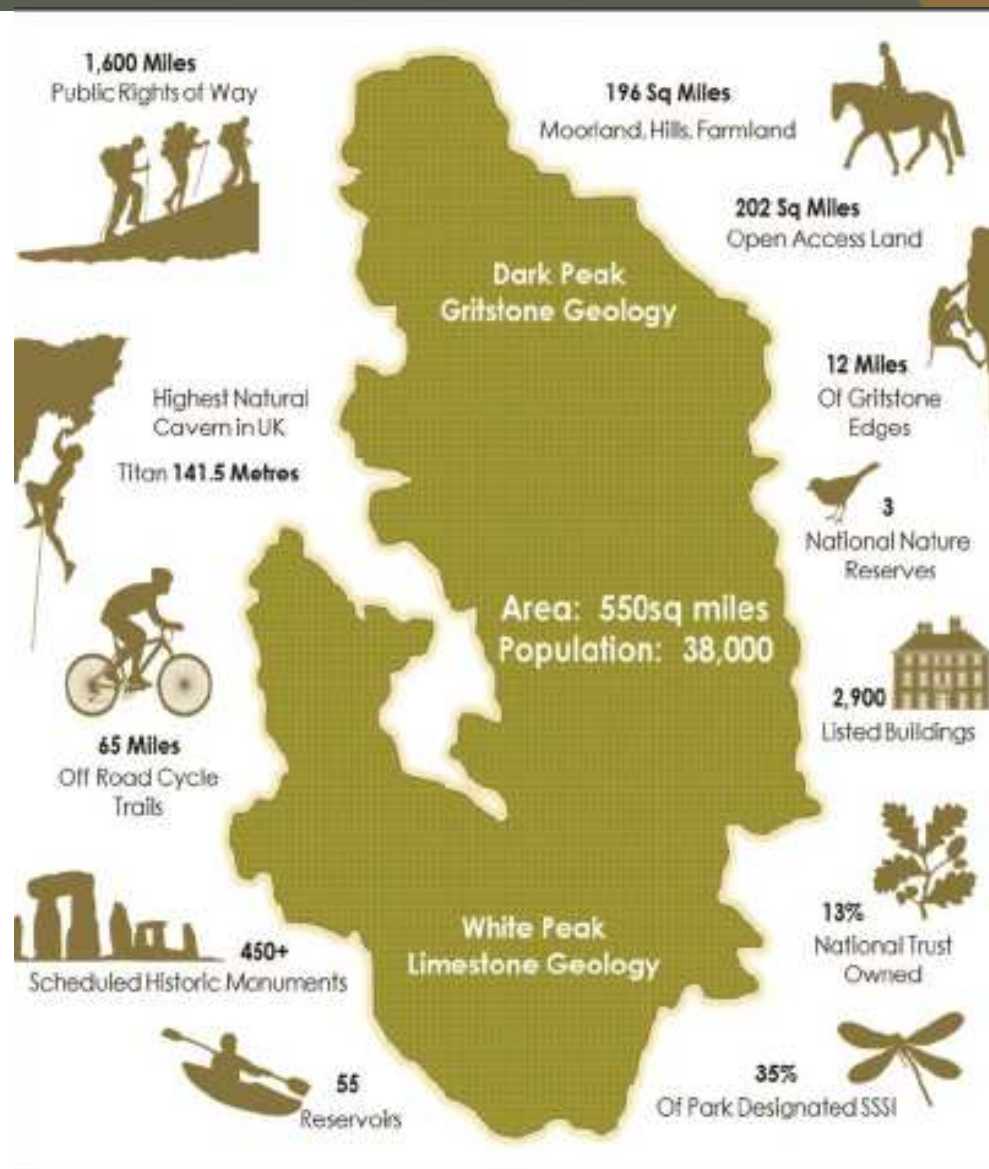 1,600 Miles
Public Rights of Way
196 Sq Miles
Moorland, Hills, Farmland
202 Sq Miles
Open Access Land
Dark Peak
Gritstone Geology
12 Miles
Of Gritstone
Edges
Highest Natural
Cavern in UK
Titan 141.5 Metres
3
National Nature
Reserves
Area: 550sq miles
Population: 38,000
2,900
Listed Buildings
65 Miles
Off Road Cycle
Trails
White Peak
Limestone Geology
13%
National Trust
Owned
450+
Scheduled Historic Monuments
55
Reservoirs
35%
Of Park Designated SSSI